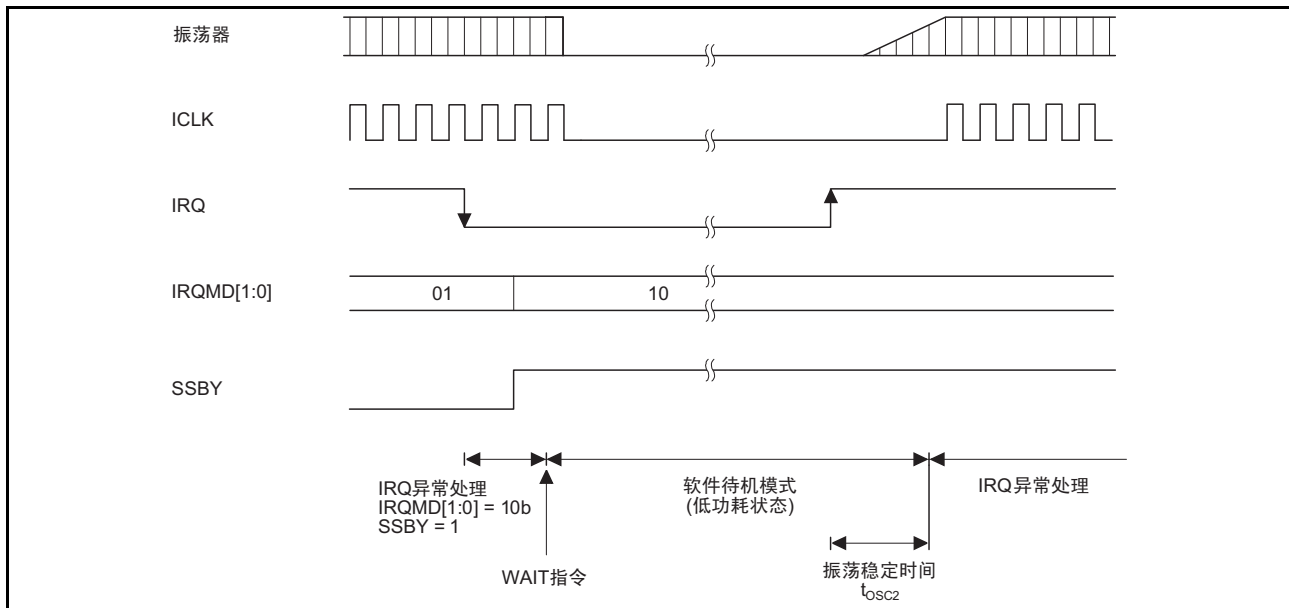 振荡器
ICLK
IRQ
IRQMD[1:0]
01
10
SSBY
IRQ异常处理
IRQMD[1:0] = 10b
SSBY = 1
WAIT指令
软件待机模式
(低功耗状态)
IRQ异常处理
振荡稳定时间
tOSC2